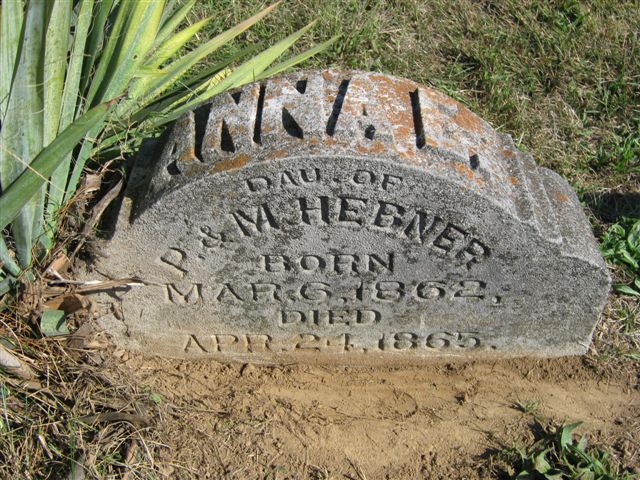 ANNA L.
DAU. OF
P. & M. HEBNER
BORN
MAR. 6, 1862,
DIED
APR. 24, 1865.